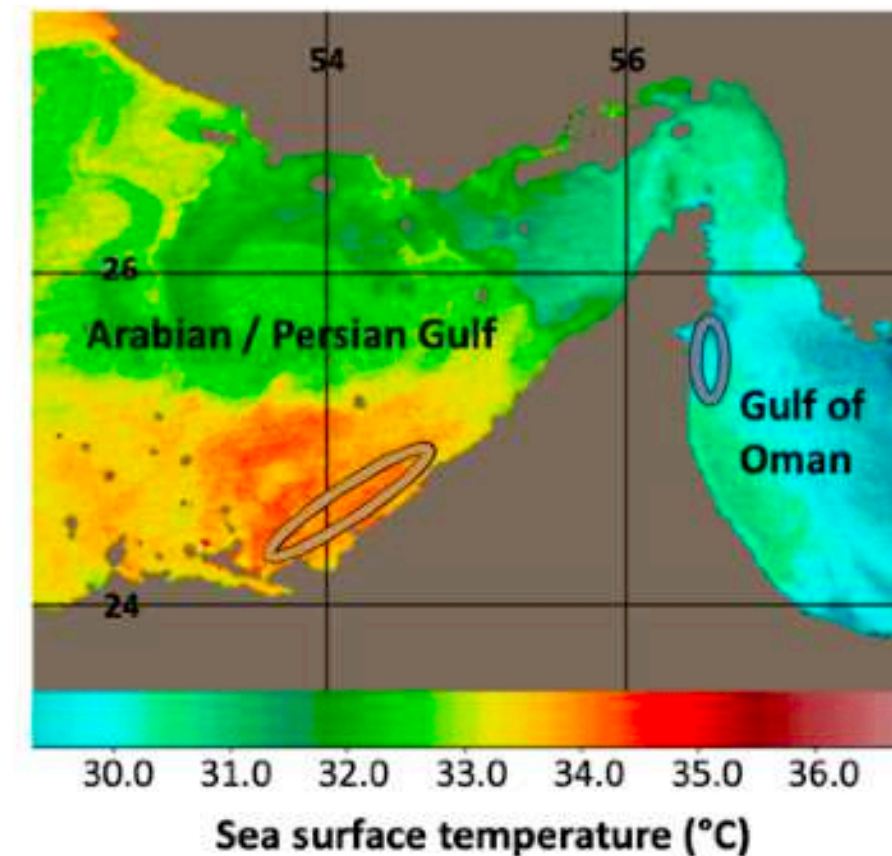 54
56
26
Arabian / Persian Gulf
Gulf of
Oman
24
30.0 31.0 32.0 33.0 34.0 35.0 36.0
Sea surface temperature (°C)